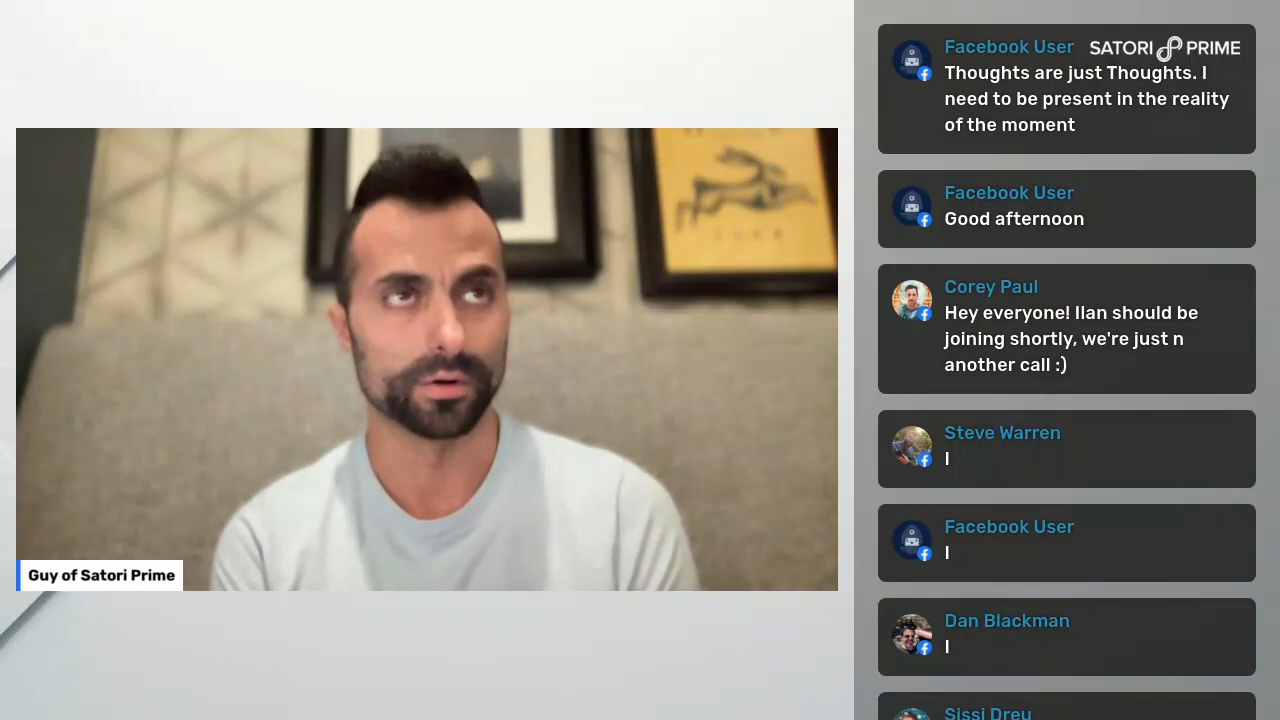 Facebook User
SATORI PRIME
Thoughts are just Thoughts. I
need to be present in the reality
of the moment
Facebook User
Good afternoon
Corey Paul
Hey everyone! Ilan should be
joining shortly, we're just n
another call :)
Steve Warren
I
Facebook User
I
Dan Blackman
I
Sissi Dreu
Guy of Satori Prime